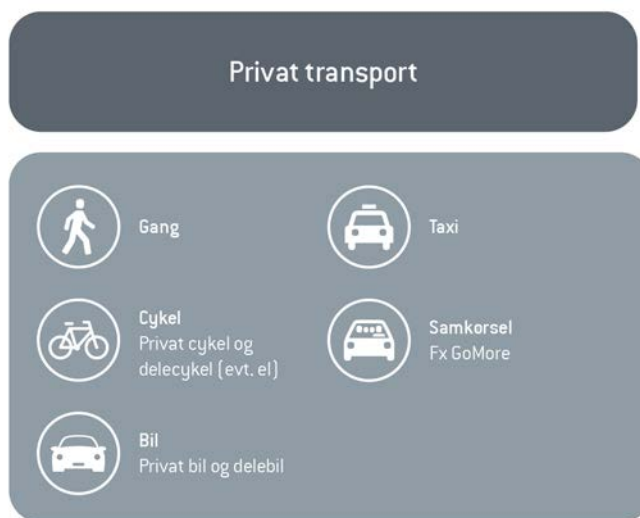 Privat transport
Gang
Taxi
Cykel
Privat cykel og
delecykel (evt. el)
Samkørsel
Fx GoMore
Bil
Privat bil og delebil